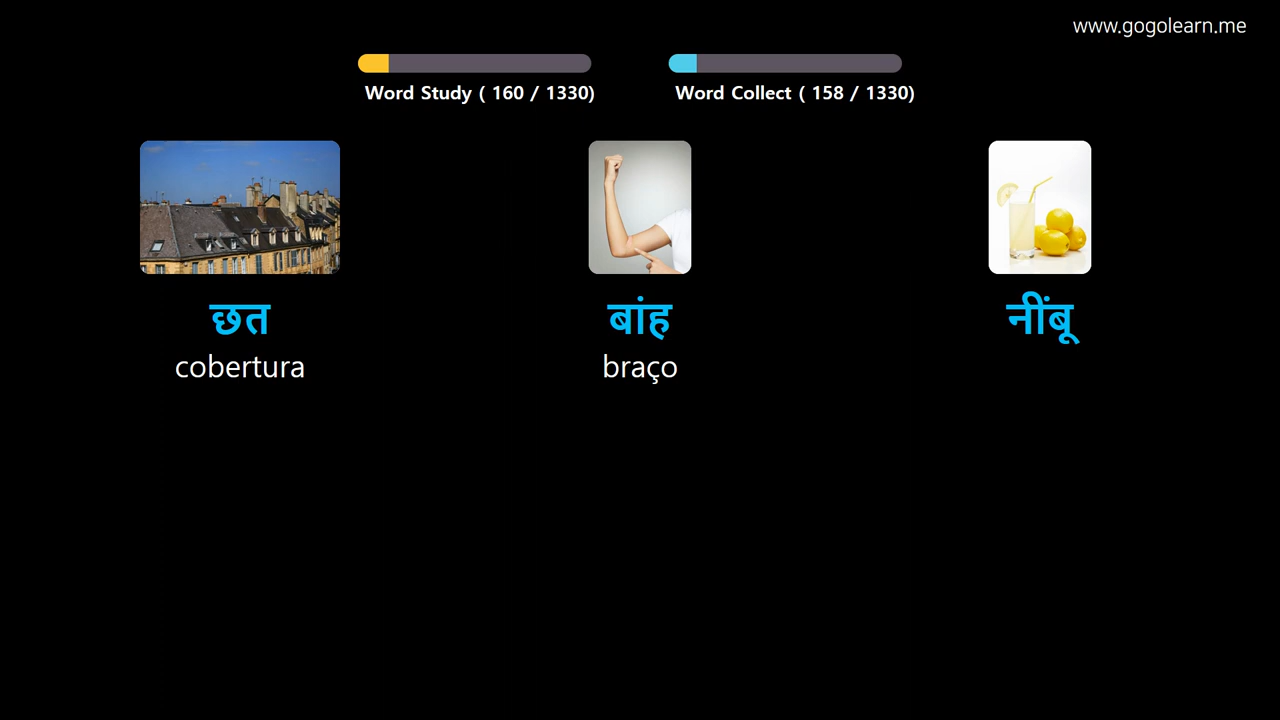 www.gogolearn.me
Word Study ( 160 / 1330)
Word Collect ( 158 / 1330)
छत
cobertura
बांह
braço
नींबू